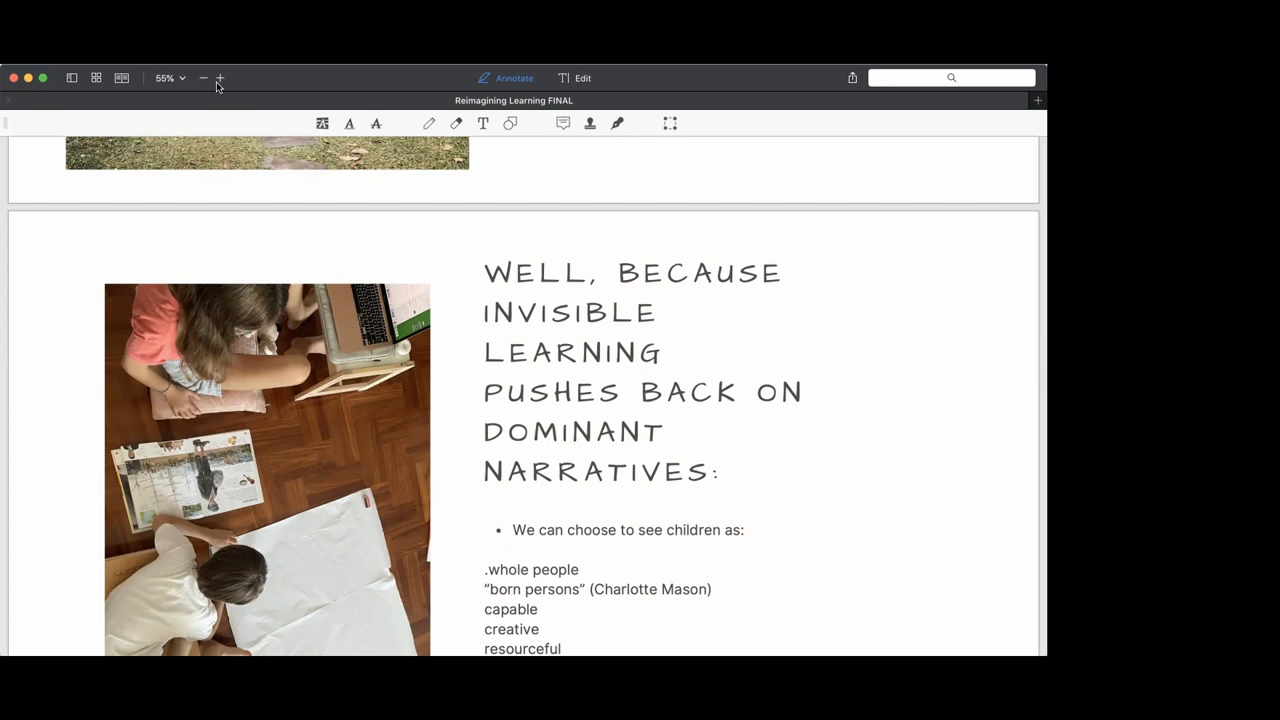 55%
Annotate
Edit
Reimagining Learning FINAL
WELL, BECAUSE
INVISIBLE
LEARNING
PUSHES BACK ON
DOMINANT
NARRATIVES:
• We can choose to see children as:
.whole people
”born persons” (Charlotte Mason)
capable
creative
resourceful